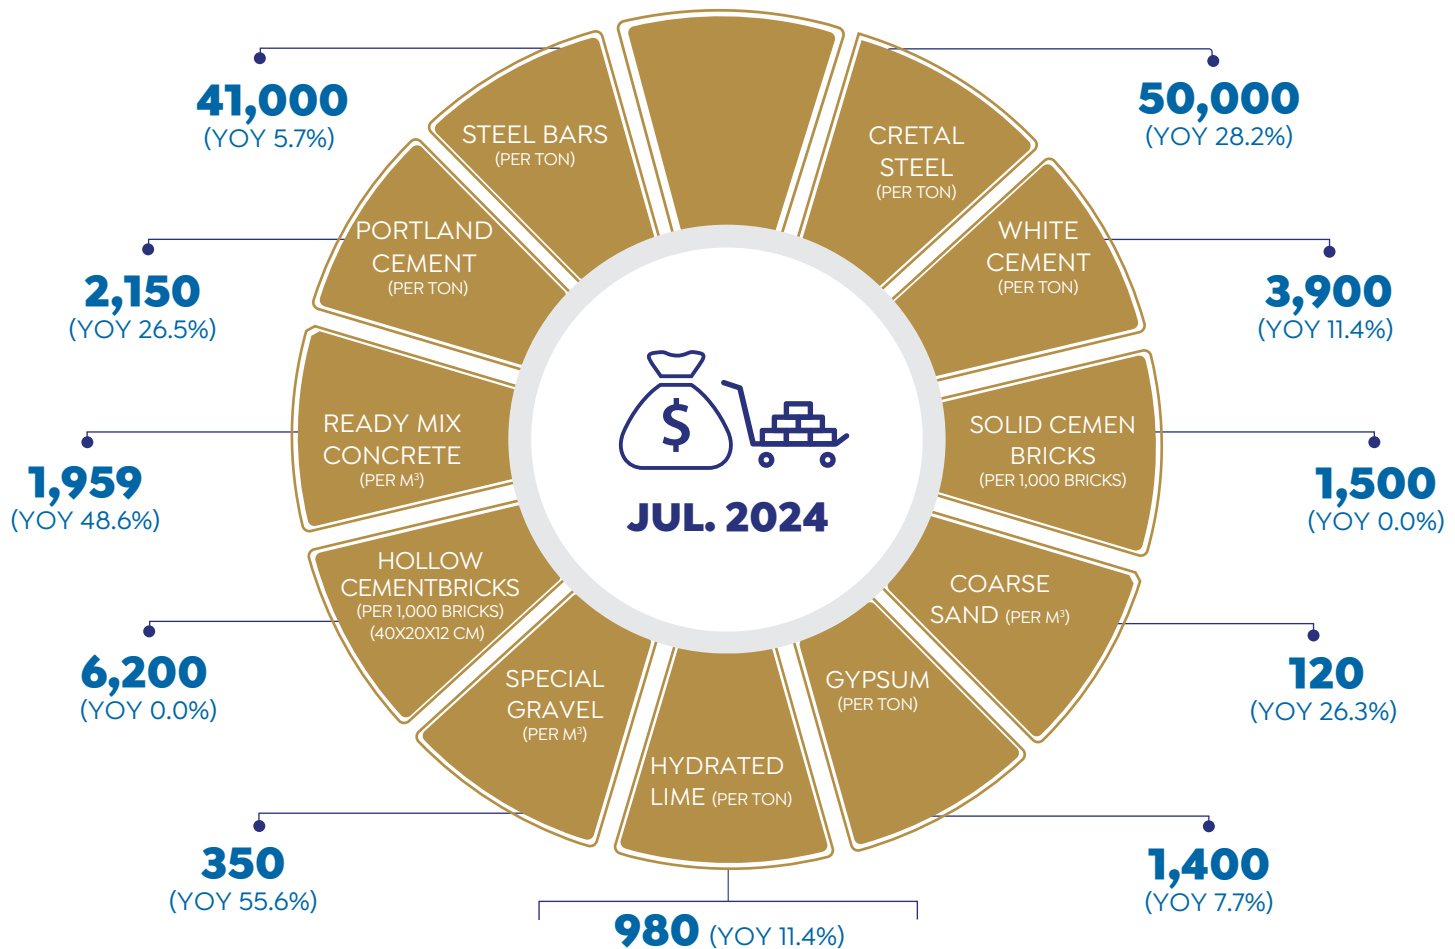 41,000
(YOY 5.7%)
STEEL BARS
(PER TON)
CRETAL
STEEL
(PER TON)
50,000
(YOY 28.2%)
2,150
(YOY 26.5%)
PORTLAND
CEMENT
(PER TON)
WHITE
CEMENT
(PER TON)
3,900
(YOY 11.4%)
1,959
(YOY 48.6%)
READY MIX
CONCRETE
(PER M³)
$
JUL. 2024
SOLID CEMEN
BRICKS
(PER 1,000 BRICKS)
1,500
(YOY 0.0%)
6,200
(YOY 0.0%)
HOLLOW
CEMENTBRICKS
(PER 1,000 BRICKS)
(40X20X12 CM)
COARSE
SAND (PER M³)
120
(YOY 26.3%)
350
(YOY 55.6%)
SPECIAL
GRAVEL
(PER M³)
HYDRATED
LIME (PER TON)
980 (YOY 11.4%)
GYPSUM
(PER TON)
1,400
(YOY 7.7%)